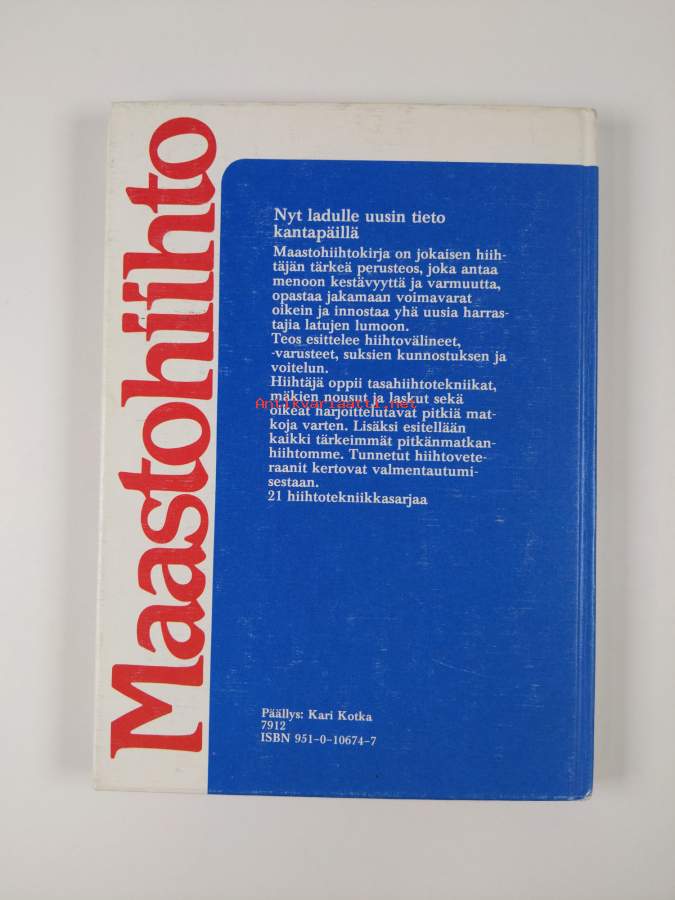 Maastohiihto
Nyt ladulle uusin tieto
kantapäillä
Maastohiihtokirja on jokaisen hiih-
täjän tärkeä perusteos, joka antaa
menoon kestävyyttä ja varmuutta,
opastaa jakamaan voimavarat
oikein ja innostaa yhä uusia harras-
tajia latujen lumoon.
Teos esittelee hiihtovälineet,
-varusteet, suksien kunnostuksen ja
voitelun.
Hiihtäjä oppii tasahiihtotekniikat,
mäkien nousut ja laskut sekä
Antikvariaatti.net
oikeat harjoittelutavat pitkiä mat-
koja varten. Lisäksi esitellään
kaikki tärkeimmät pitkänmatkan-
hiihtomme. Tunnetut hiihtovete-
raanit kertovat valmentautumi-
sestaan.
21 hiihtotekniikkasarjaa
Päällys: Kari Kotka
7912
ISBN 951-0-10674-7